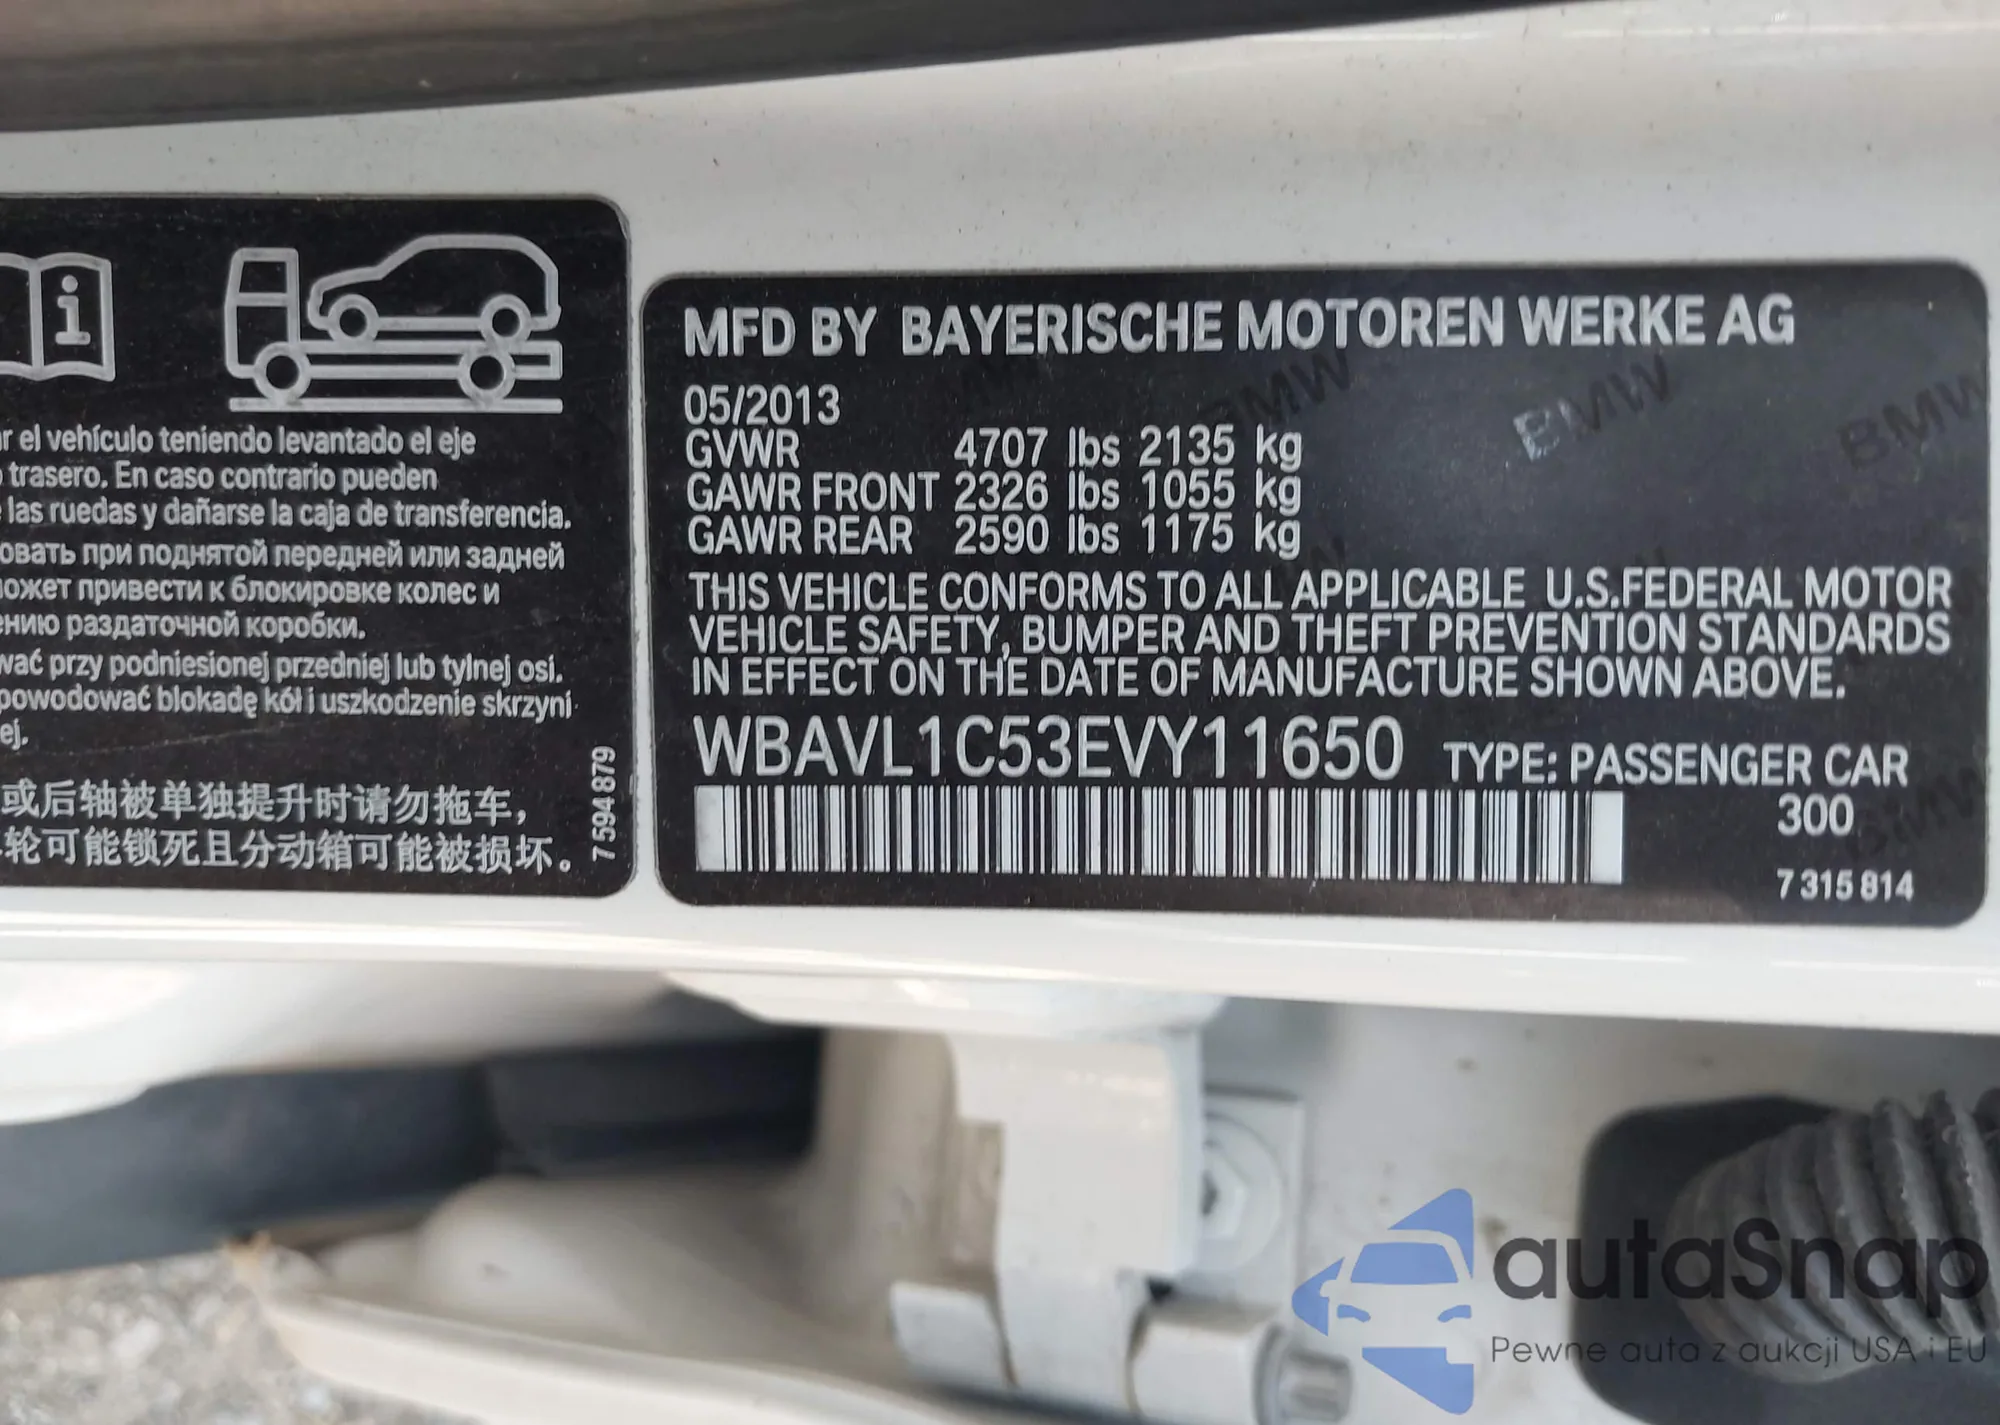 i
r el vehículo teniendo levantado el eje
trasero. En caso contrario pueden
las ruedas y dañarse la caja de transferencia.
овать при поднятой передней или задней
ожет привести к блокировке колес и
ению раздаточной коробки.
wać przy podniesionej przedniej lub tylnej osi.
powodować blokadę kół i uszkodzenie skrzyni
ej.
或后轴被单独提升时请勿拖车，
轮可能锁死且分动箱可能被损坏。
7 594 879
MFD BY BAYERISCHE MOTOREN WERKE AG
05/2013
GVWR 4707 lbs 2135 kg
GAWR FRONT 2326 lbs 1055 kg
GAWR REAR 2590 lbs 1175 kg
THIS VEHICLE CONFORMS TO ALL APPLICABLE U.S.FEDERAL MOTOR
VEHICLE SAFETY, BUMPER AND THEFT PREVENTION STANDARDS
IN EFFECT ON THE DATE OF MANUFACTURE SHOWN ABOVE.
WBAVL1C53EVY11650 TYPE: PASSENGER CAR
300
7 315 814
BMW BMW BMW
autaSnap
Pewne auta z aukcji USA i EU